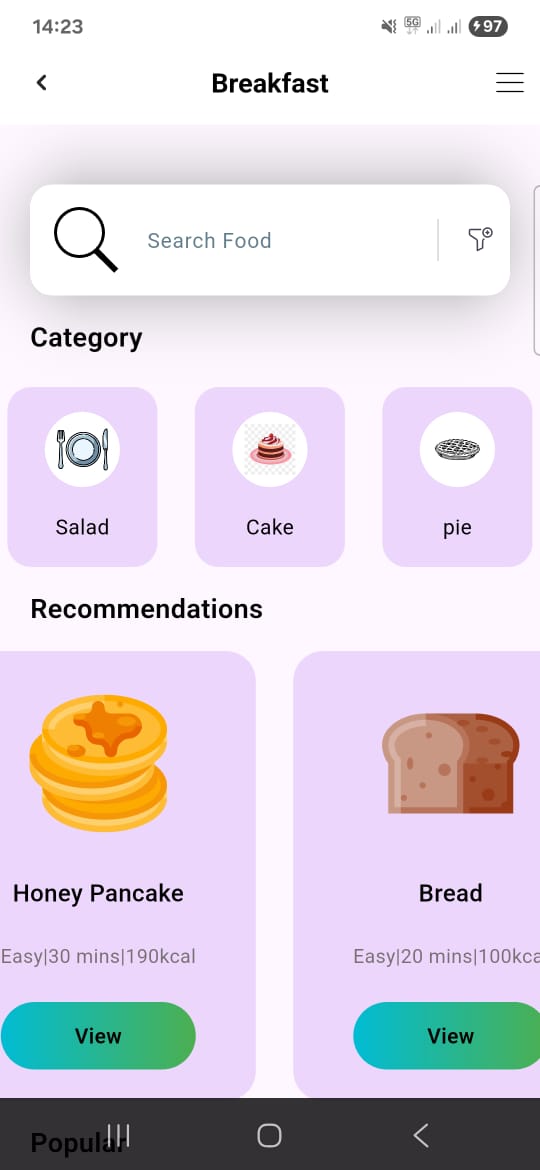 14:23
5G
97
Breakfast
Search Food
Category
Salad
Cake
pie
Recommendations
Honey Pancake
Bread
Easy|30 mins|190kcal
Easy|20 mins|100kca
View
View
Popular